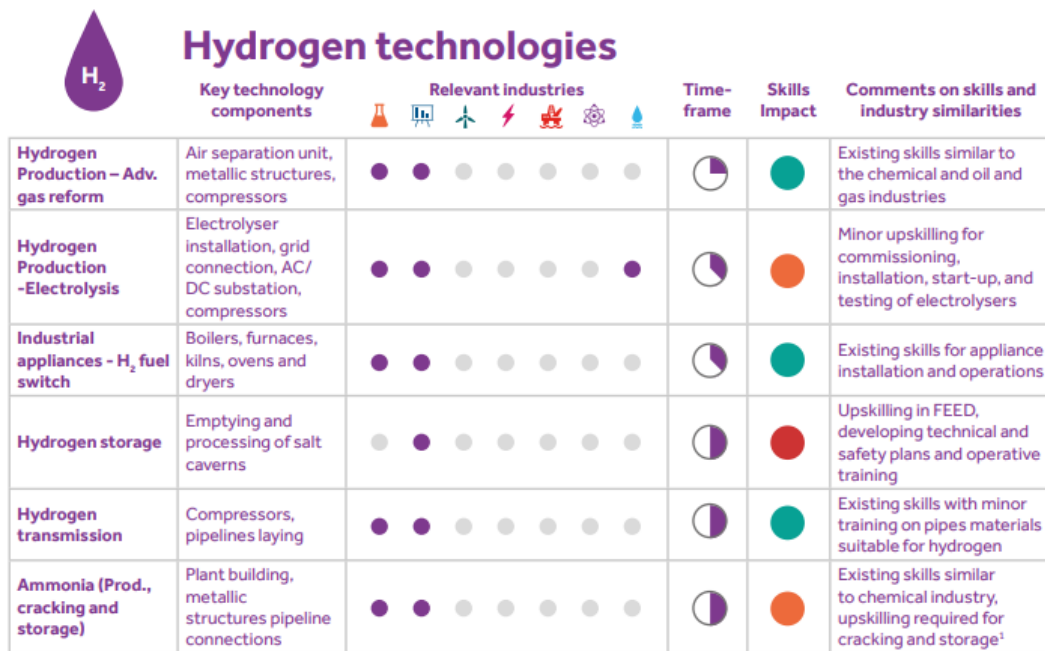 H2
Hydrogen technologies
Key technology
components
Relevant industries
Time-
frame
Skills
Impact
Comments on skills and
industry similarities
Hydrogen
Production – Adv.
gas reform
Air separation unit,
metallic structures,
compressors
Existing skills similar to
the chemical and oil and
gas industries
Hydrogen
Production
-Electrolysis
Electrolyser
installation, grid
connection, AC/
DC substation,
compressors
Minor upskilling for
commissioning,
installation, start-up, and
testing of electrolysers
Industrial
appliances - H2 fuel
switch
Boilers, furnaces,
kilns, ovens and
dryers
Existing skills for appliance
installation and operations
Hydrogen storage
Emptying and
processing of salt
caverns
Upskilling in FEED,
developing technical and
safety plans and operative
training
Hydrogen
transmission
Compressors,
pipelines laying
Existing skills with minor
training on pipes materials
suitable for hydrogen
Ammonia (Prod.,
cracking and
storage)
Plant building,
metallic
structures pipeline
connections
Existing skills similar
to chemical industry,
upskilling required for
cracking and storage¹